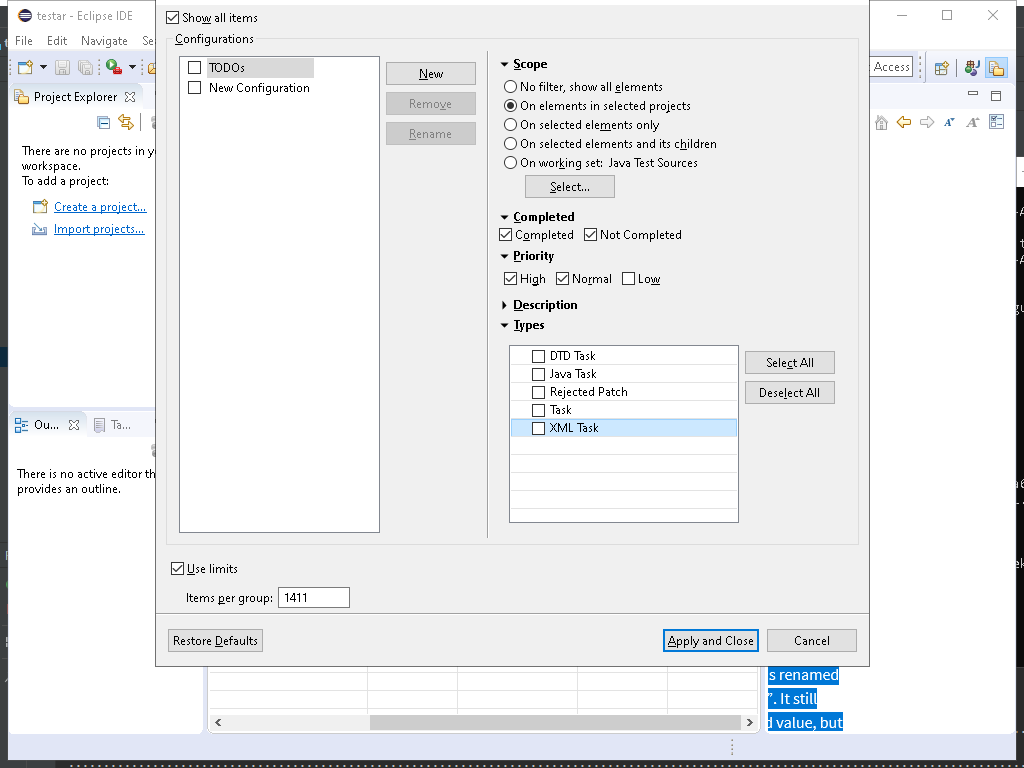 testar - Eclipse IDE
File Edit Navigate
Access
Project Explorer
There are no projects in
workspace.
To add a project:
Create a project...
Import projects...
Ou... Ta...
There is no active editor
provides an outline.
Show all items
Configurations
TODOs
New Configuration
New
Remove
Rename
Scope
No filter, show all elements
On elements in selected projects
On selected elements only
On selected elements and its children
On working set: Java Test Sources
Select...
Completed
Completed Not Completed
Priority
High Normal Low
Description
Types
DTD Task
Java Task
Rejected Patch
Task
XML Task
Select All
Deselect All
Use limits
Items per group: 1411
Restore Defaults
Apply and Close Cancel
s renamed
”. It still
d value, but